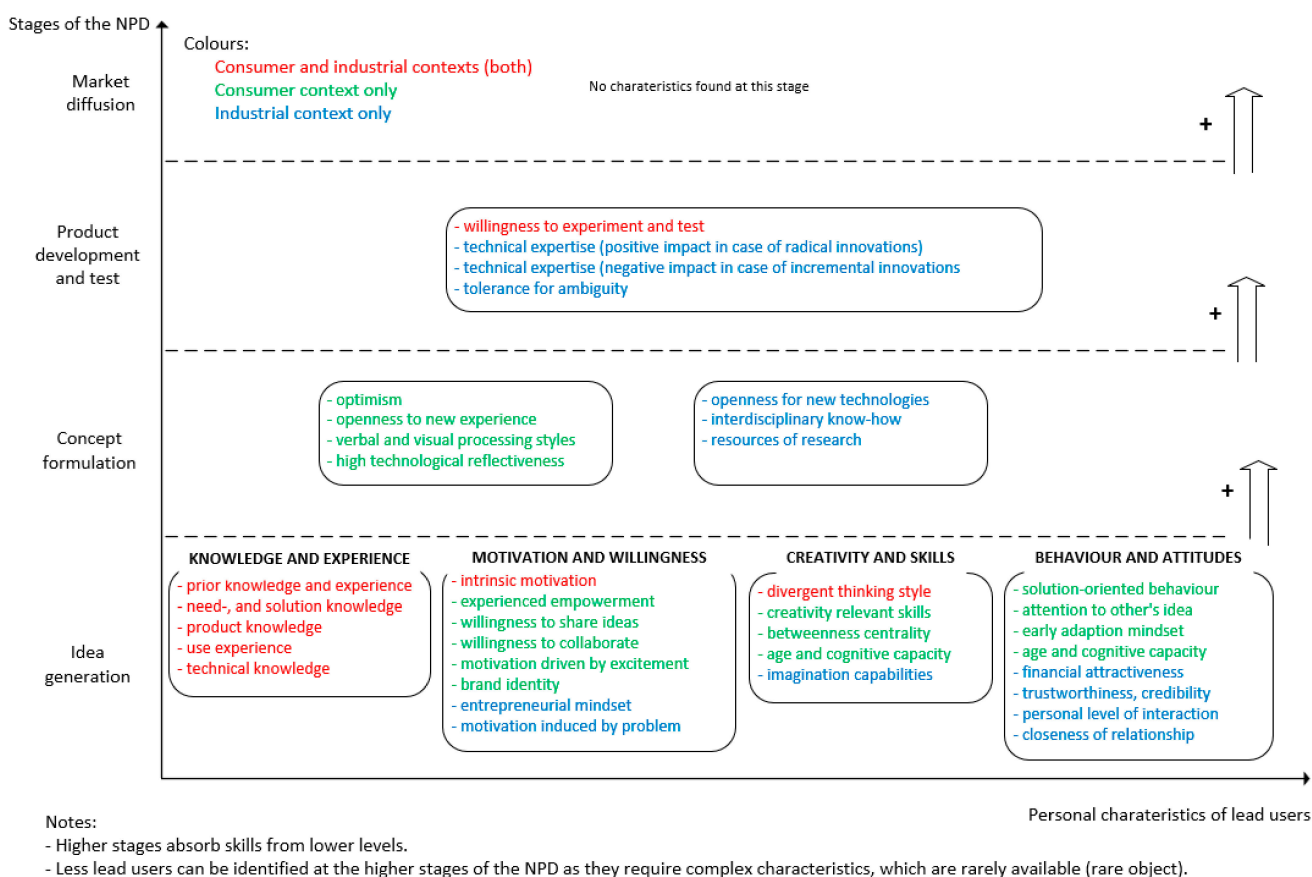 Stages of the NPD
Colours:
Consumer and industrial contexts (both)
Consumer context only
Industrial context only
Market
diffusion
No charateristics found at this stage
+
Product
development
and test
- willingness to experiment and test
- technical expertise (positive impact in case of radical innovations)
- technical expertise (negative impact in case of incremental innovations
- tolerance for ambiguity
+
Concept
formulation
- optimism
- openness to new experience
- verbal and visual processing styles
- high technological reflectiveness
- openness for new technologies
- interdisciplinary know-how
- resources of research
+
Idea
generation
KNOWLEDGE AND EXPERIENCE
- prior knowledge and experience
- need-, and solution knowledge
- product knowledge
- use experience
- technical knowledge
MOTIVATION AND WILLINGNESS
- intrinsic motivation
- experienced empowerment
- willingness to share ideas
- willingness to collaborate
- motivation driven by excitement
- brand identity
- entrepreneurial mindset
- motivation induced by problem
CREATIVITY AND SKILLS
- divergent thinking style
- creativity relevant skills
- betweenness centrality
- age and cognitive capacity
- imagination capabilities
BEHAVIOUR AND ATTITUDES
- solution-oriented behaviour
- attention to other's idea
- early adaption mindset
- age and cognitive capacity
- financial attractiveness
- trustworthiness, credibility
- personal level of interaction
- closeness of relationship
Personal charateristics of lead users
Notes:
- Higher stages absorb skills from lower levels.
- Less lead users can be identified at the higher stages of the NPD as they require complex characteristics, which are rarely available (rare object).